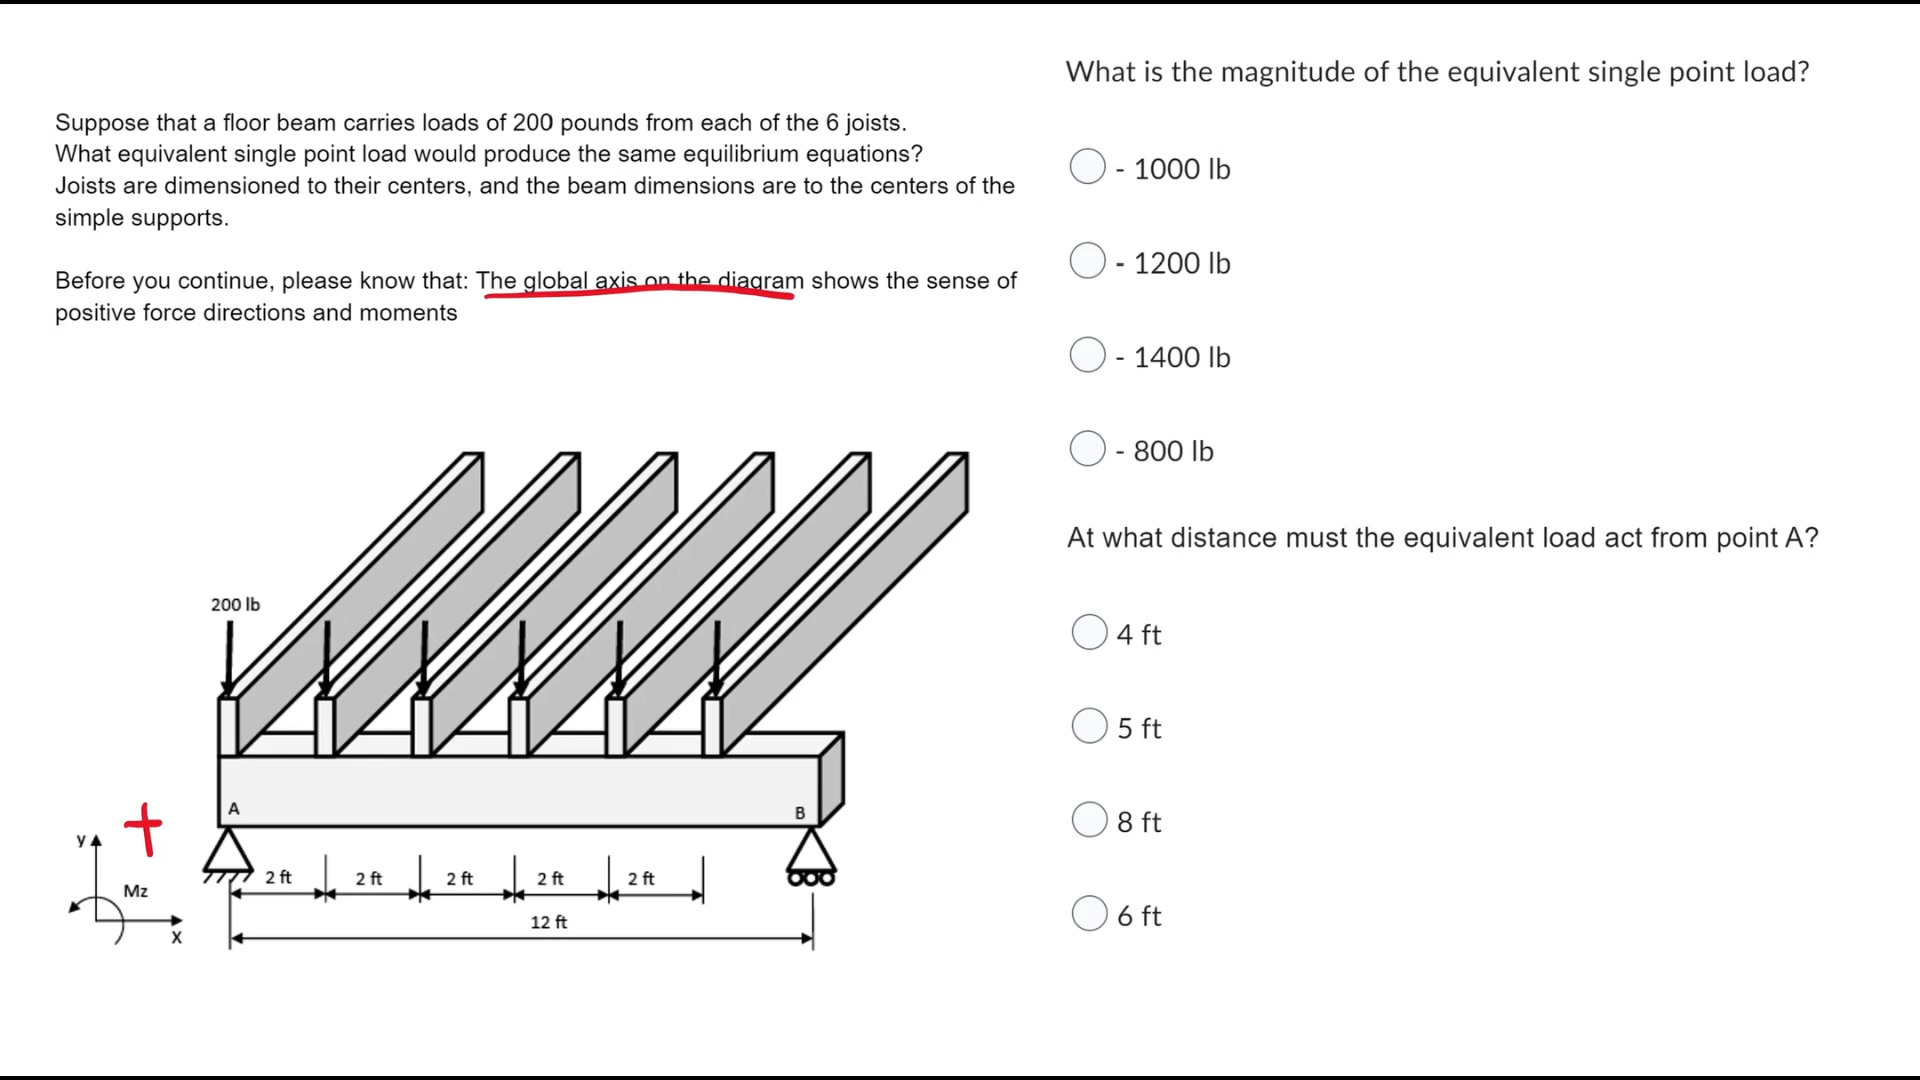 Suppose that a floor beam carries loads of 200 pounds from each of the 6 joists.
What equivalent single point load would produce the same equilibrium equations?
Joists are dimensioned to their centers, and the beam dimensions are to the centers of the
simple supports.
Before you continue, please know that: The global axis on the diagram shows the sense of
positive force directions and moments
200 lb
A
B
+
y
Mz
x
2 ft
2 ft
2 ft
2 ft
2 ft
12 ft
What is the magnitude of the equivalent single point load?
- 1000 lb
- 1200 lb
- 1400 lb
- 800 lb
At what distance must the equivalent load act from point A?
4 ft
5 ft
8 ft
6 ft